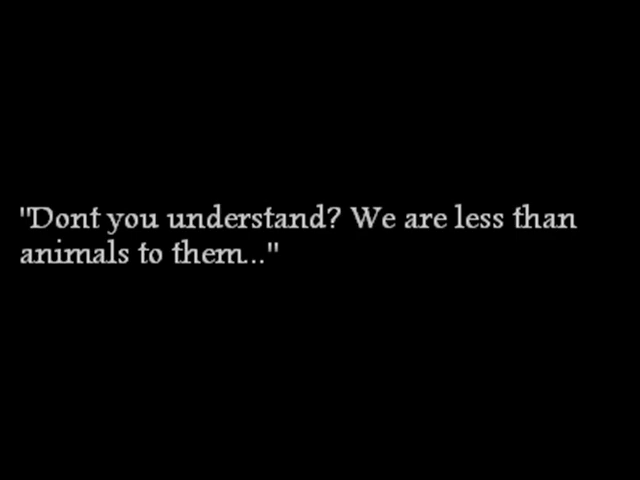 "Dont you understand? We are less than
animals to them..."